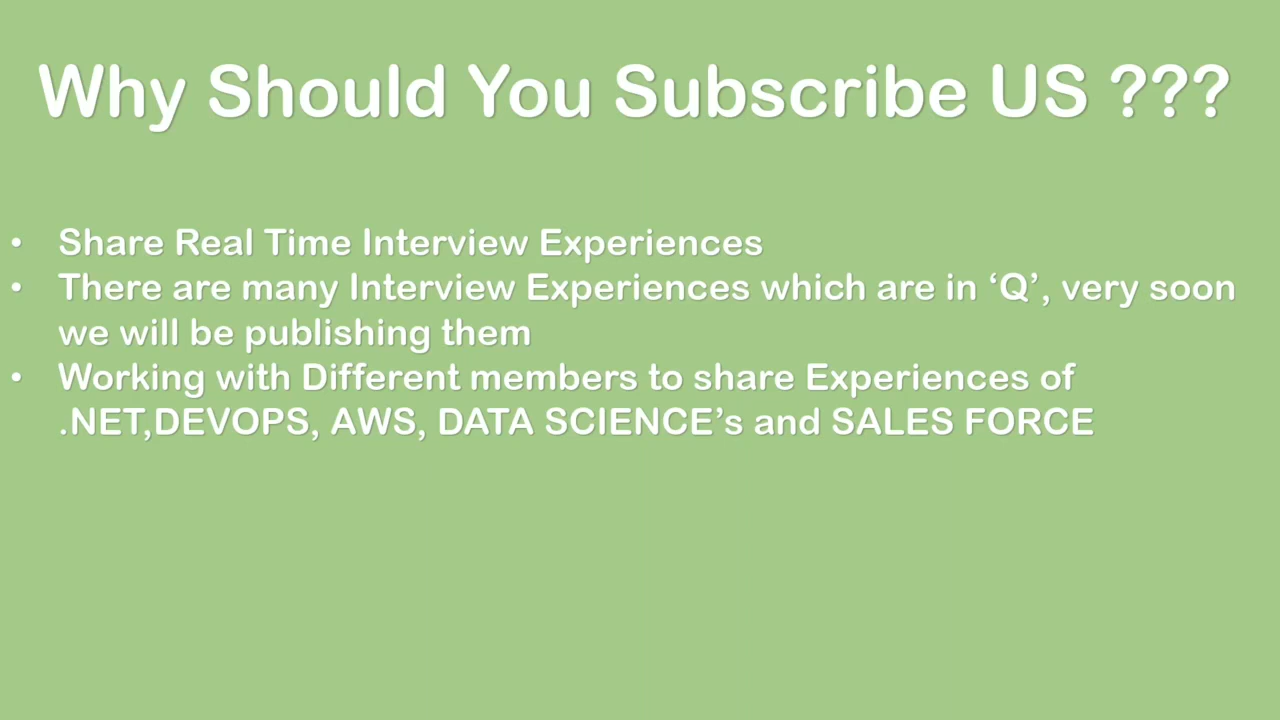 Why Should You Subscribe US ???
• Share Real Time Interview Experiences
• There are many Interview Experiences which are in ‘Q’, very soon
we will be publishing them
• Working with Different members to share Experiences of
.NET,DEVOPS, AWS, DATA SCIENCE’s and SALES FORCE